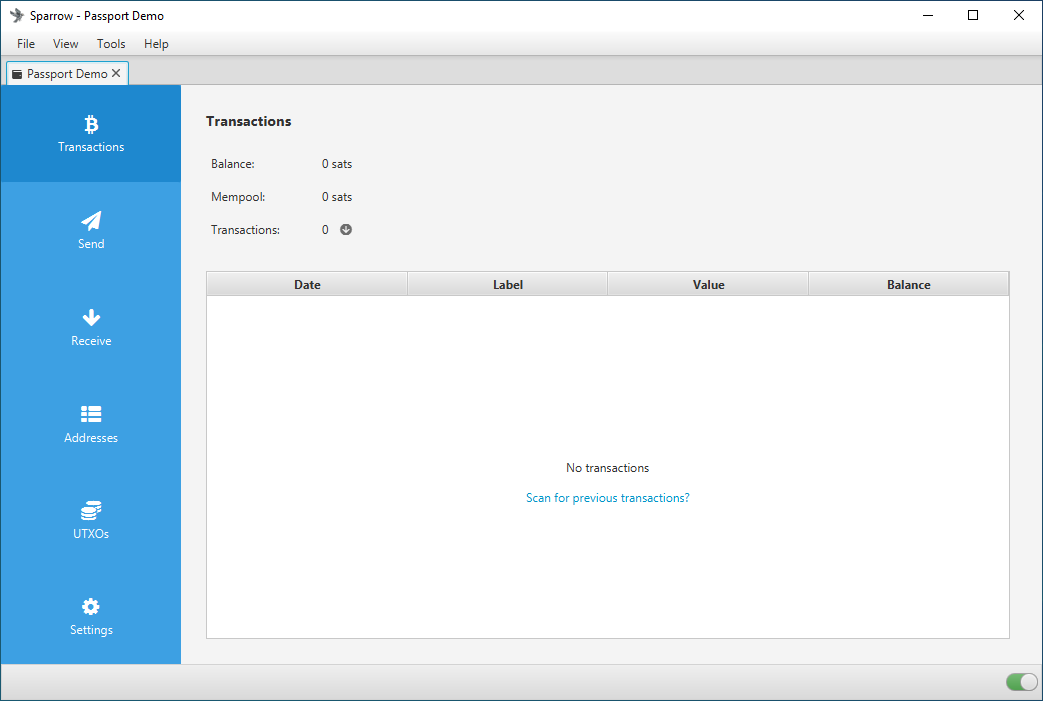 Sparrow - Passport Demo
File View Tools Help
Passport Demo
Transactions
Send
Receive
Addresses
UTXOs
Settings
Transactions
Balance: 0 sats
Mempool: 0 sats
Transactions: 0
Date Label Value Balance
No transactions
Scan for previous transactions?